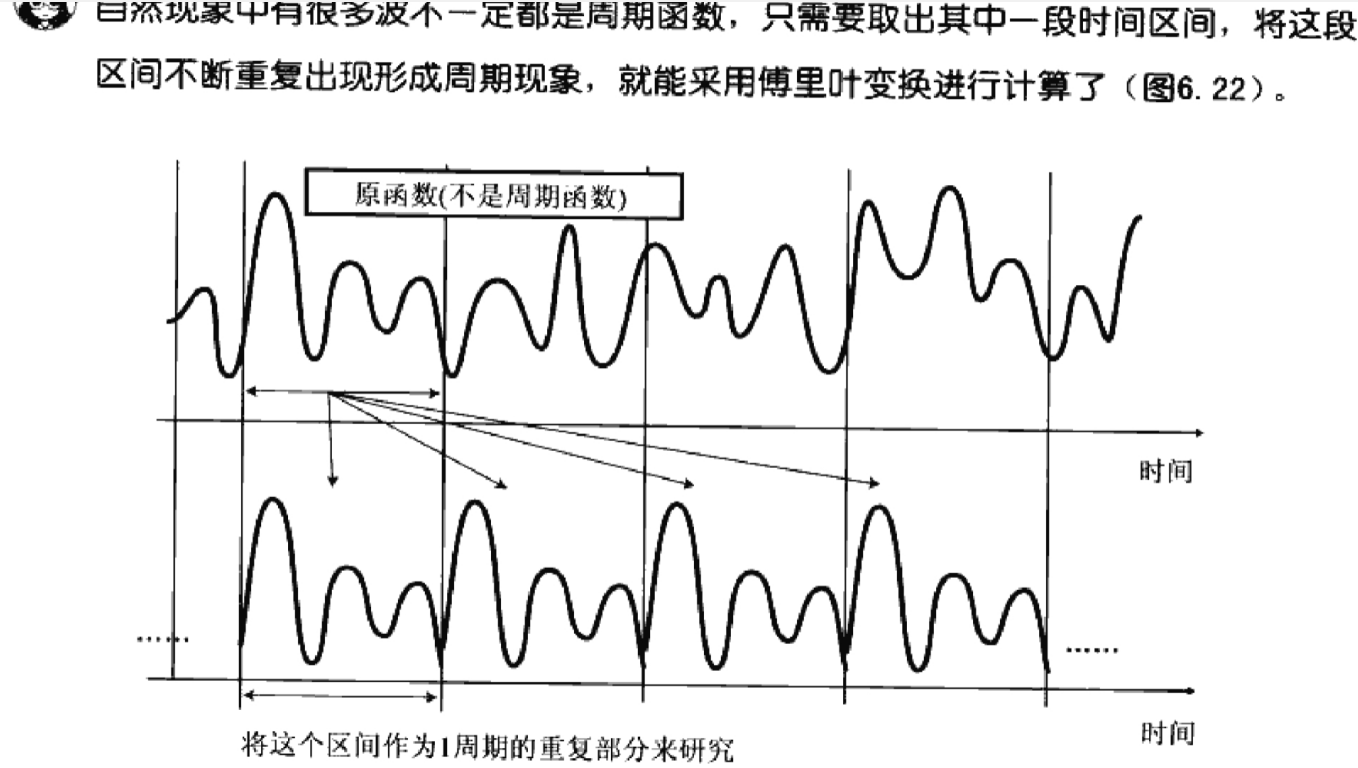 自然现象中有很多波不一定都是周期函数，只需要取出其中一段时间区间，将这段
区间不断重复出现形成周期现象，就能采用傅里叶变换进行计算了（图6.22）。
原函数(不是周期函数)
时间
……
……
时间
将这个区间作为1周期的重复部分来研究